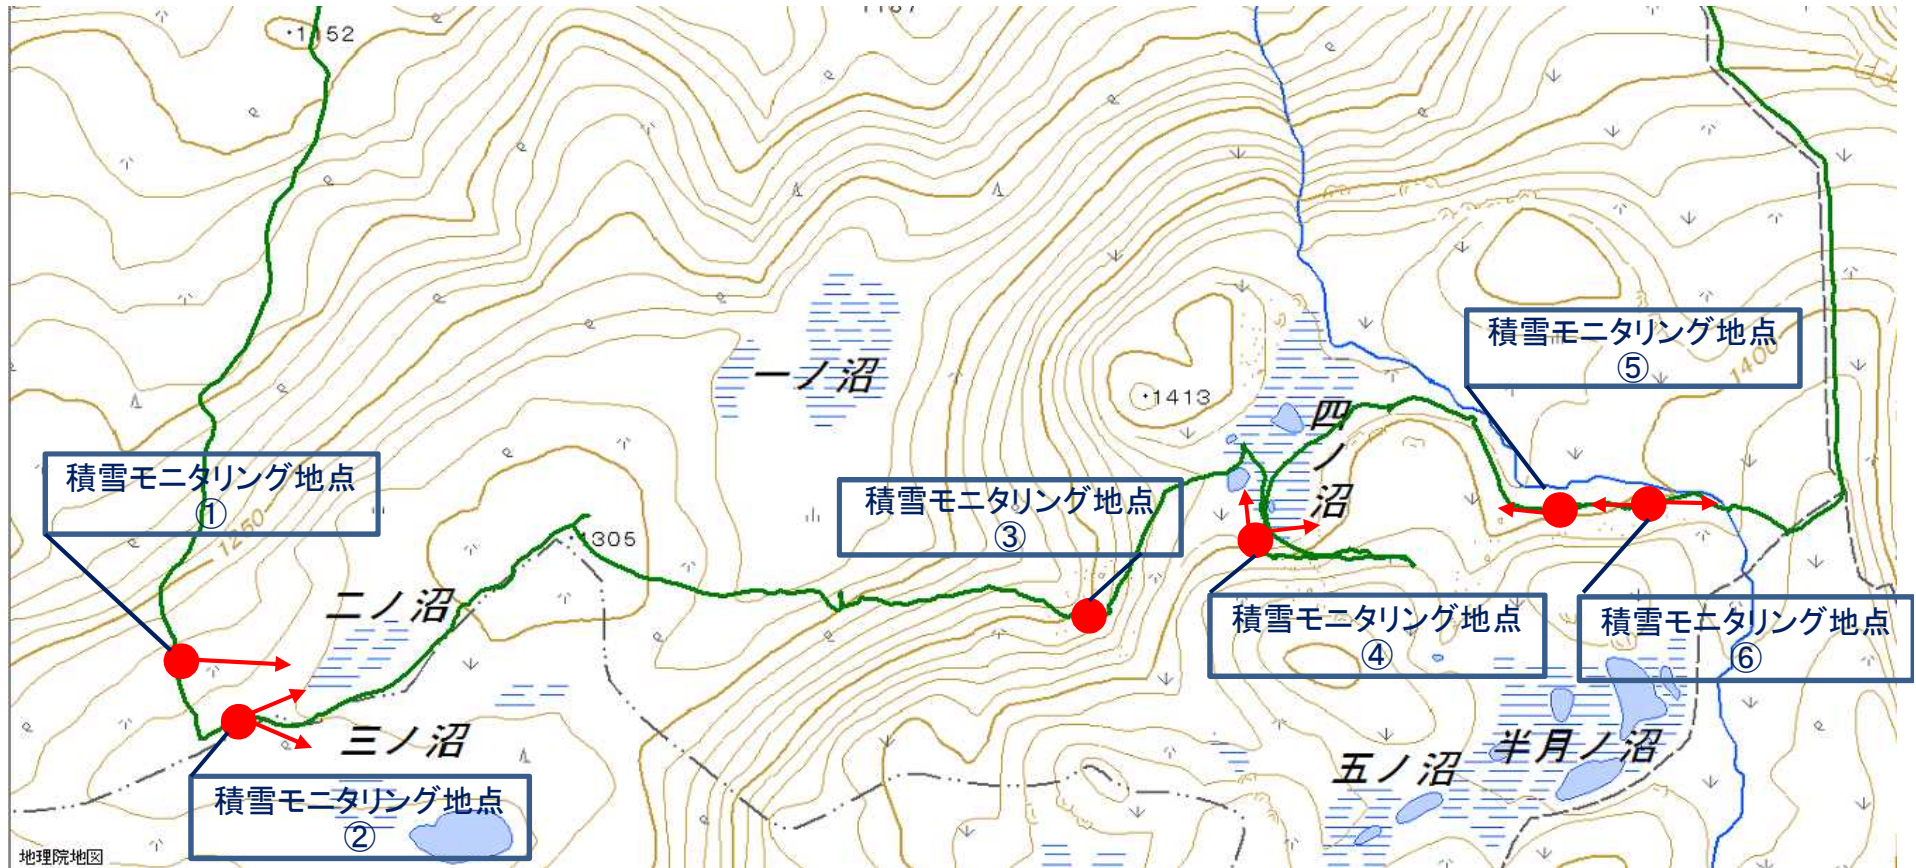 1152
積雪モニタリング地点
⑤
1400
一ノ沼
1413
四ノ沼
積雪モニタリング地点
①
1250
積雪モニタリング地点
③
1305
二ノ沼
積雪モニタリング地点
④
積雪モニタリング地点
⑥
三ノ沼
五ノ沼
半月ノ沼
積雪モニタリング地点
②
地理院地図